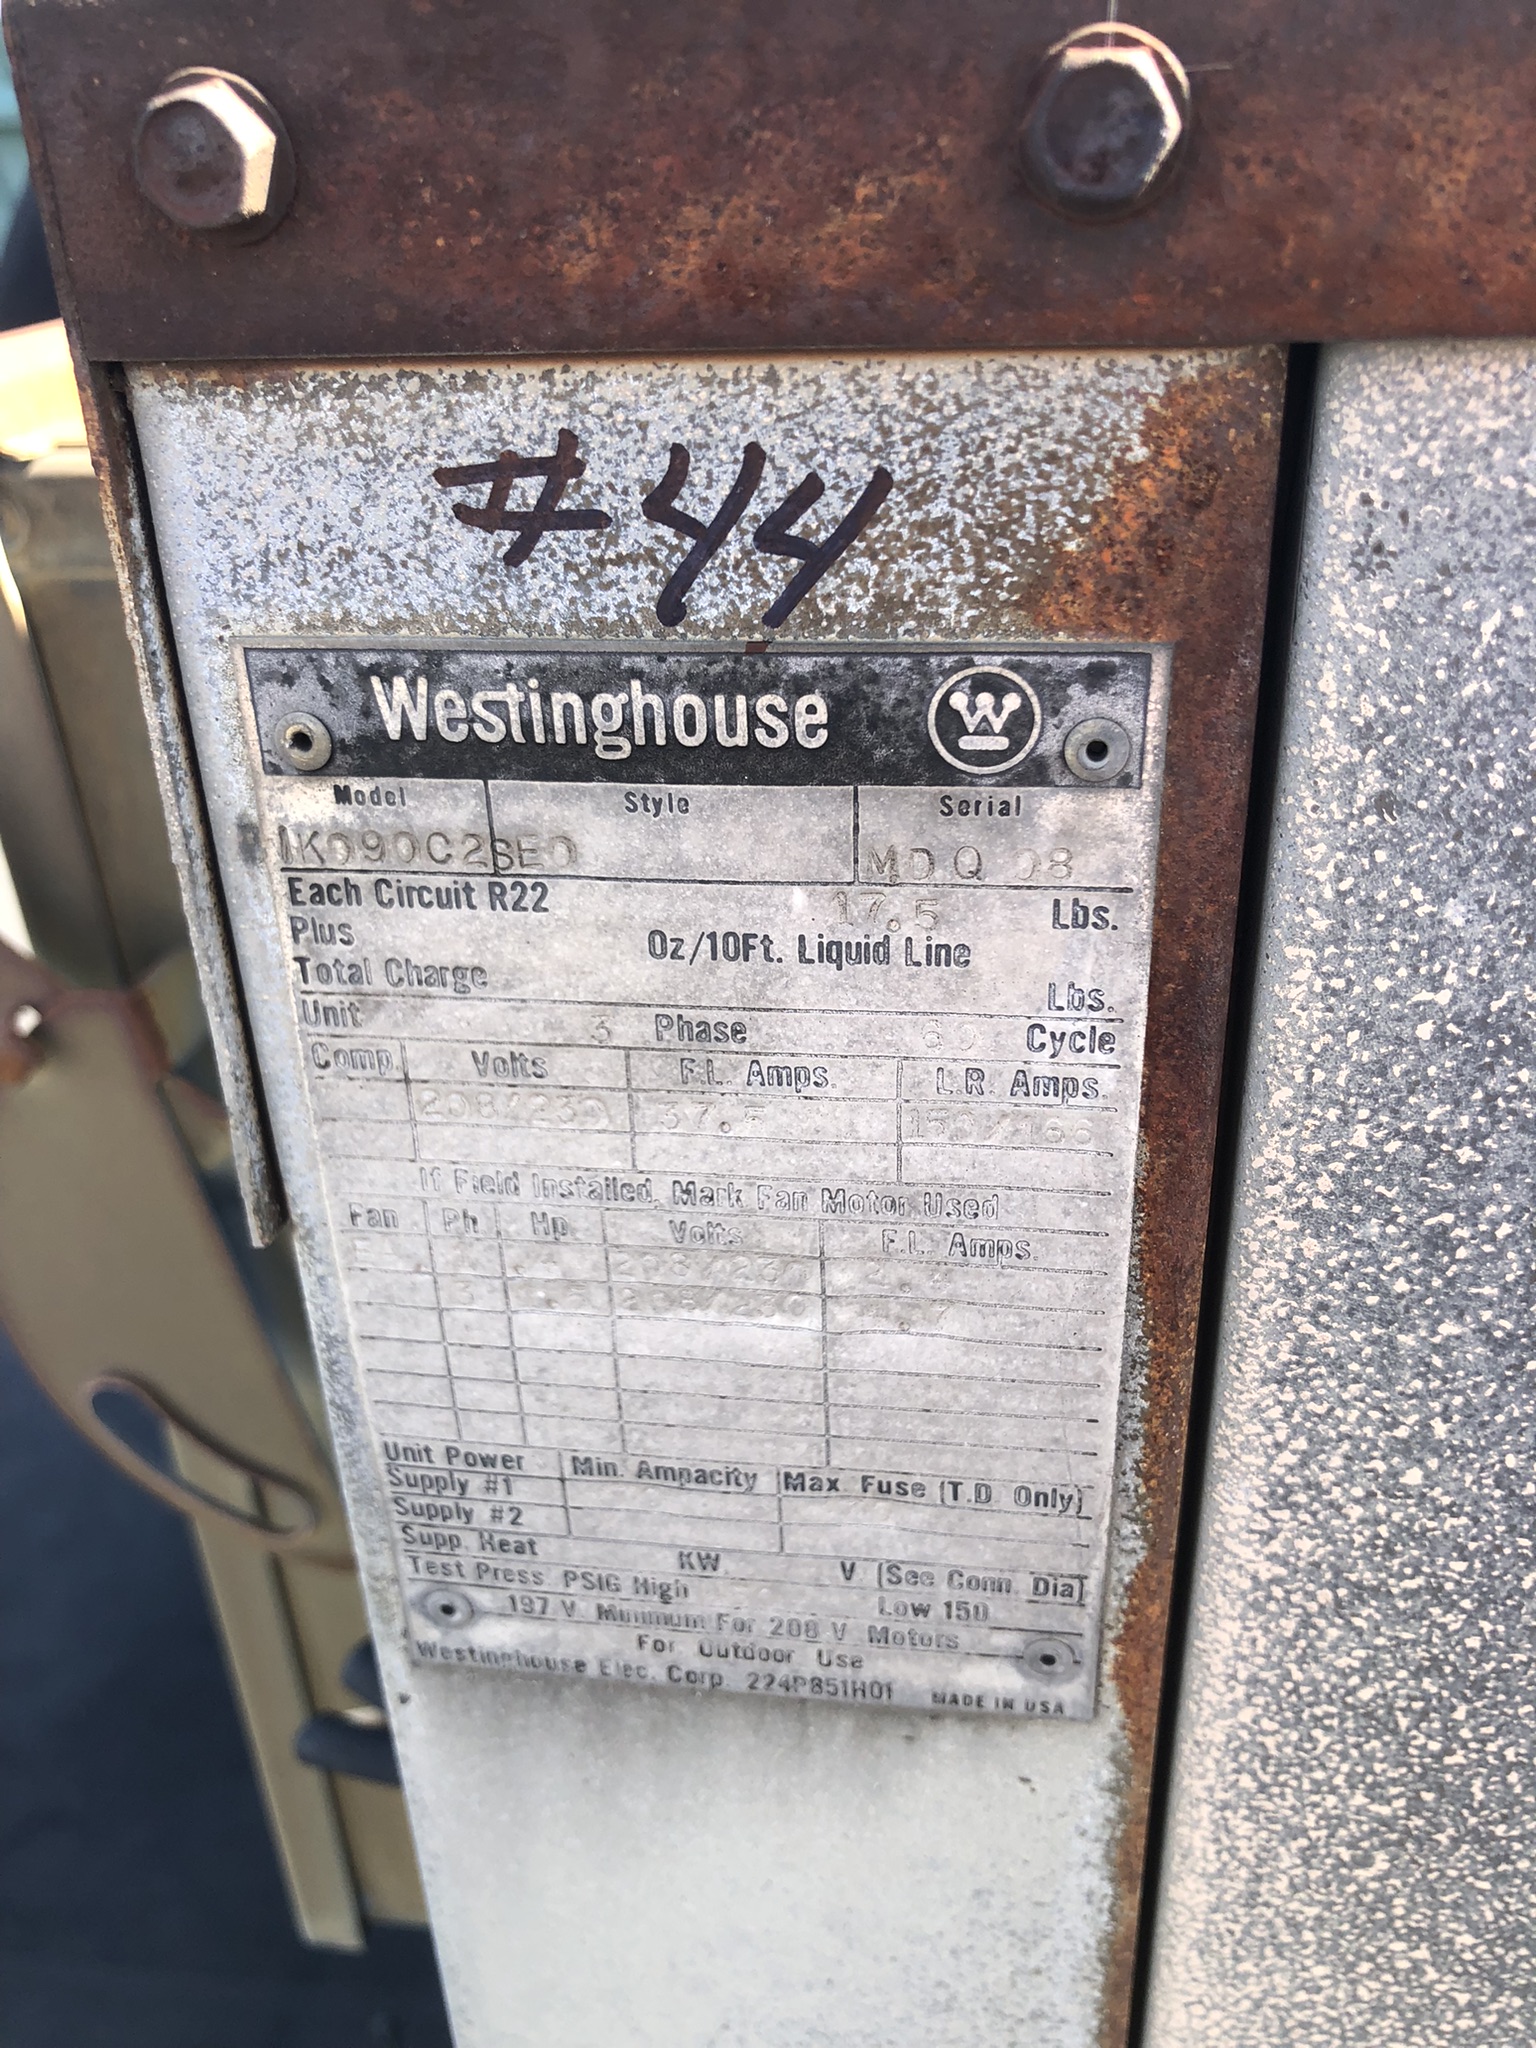 #44
Westinghouse W
Model Style Serial
MDQ 08
Each Circuit R22 17.5 Lbs.
Plus Oz/10Ft. Liquid Line
Total Charge Lbs.
Unit 3 Phase 60 Cycle
Comp. Volts F.L. Amps. L.R. Amps.
208/230
If Field Installed, Mark Fan Motor Used
Fan Ph Hp Volts F.L. Amps.
208/230
3 208/230
Unit Power Min. Ampacity Max Fuse (T.D Only)
Supply #1
Supply #2
Supp Heat KW V (See Conn. Dia)
Test Press PSIG High Low 150
197 V Minimum For 208 V Motors
For Outdoor Use
Westinghouse Elec. Corp. 224P851H01 MADE IN USA